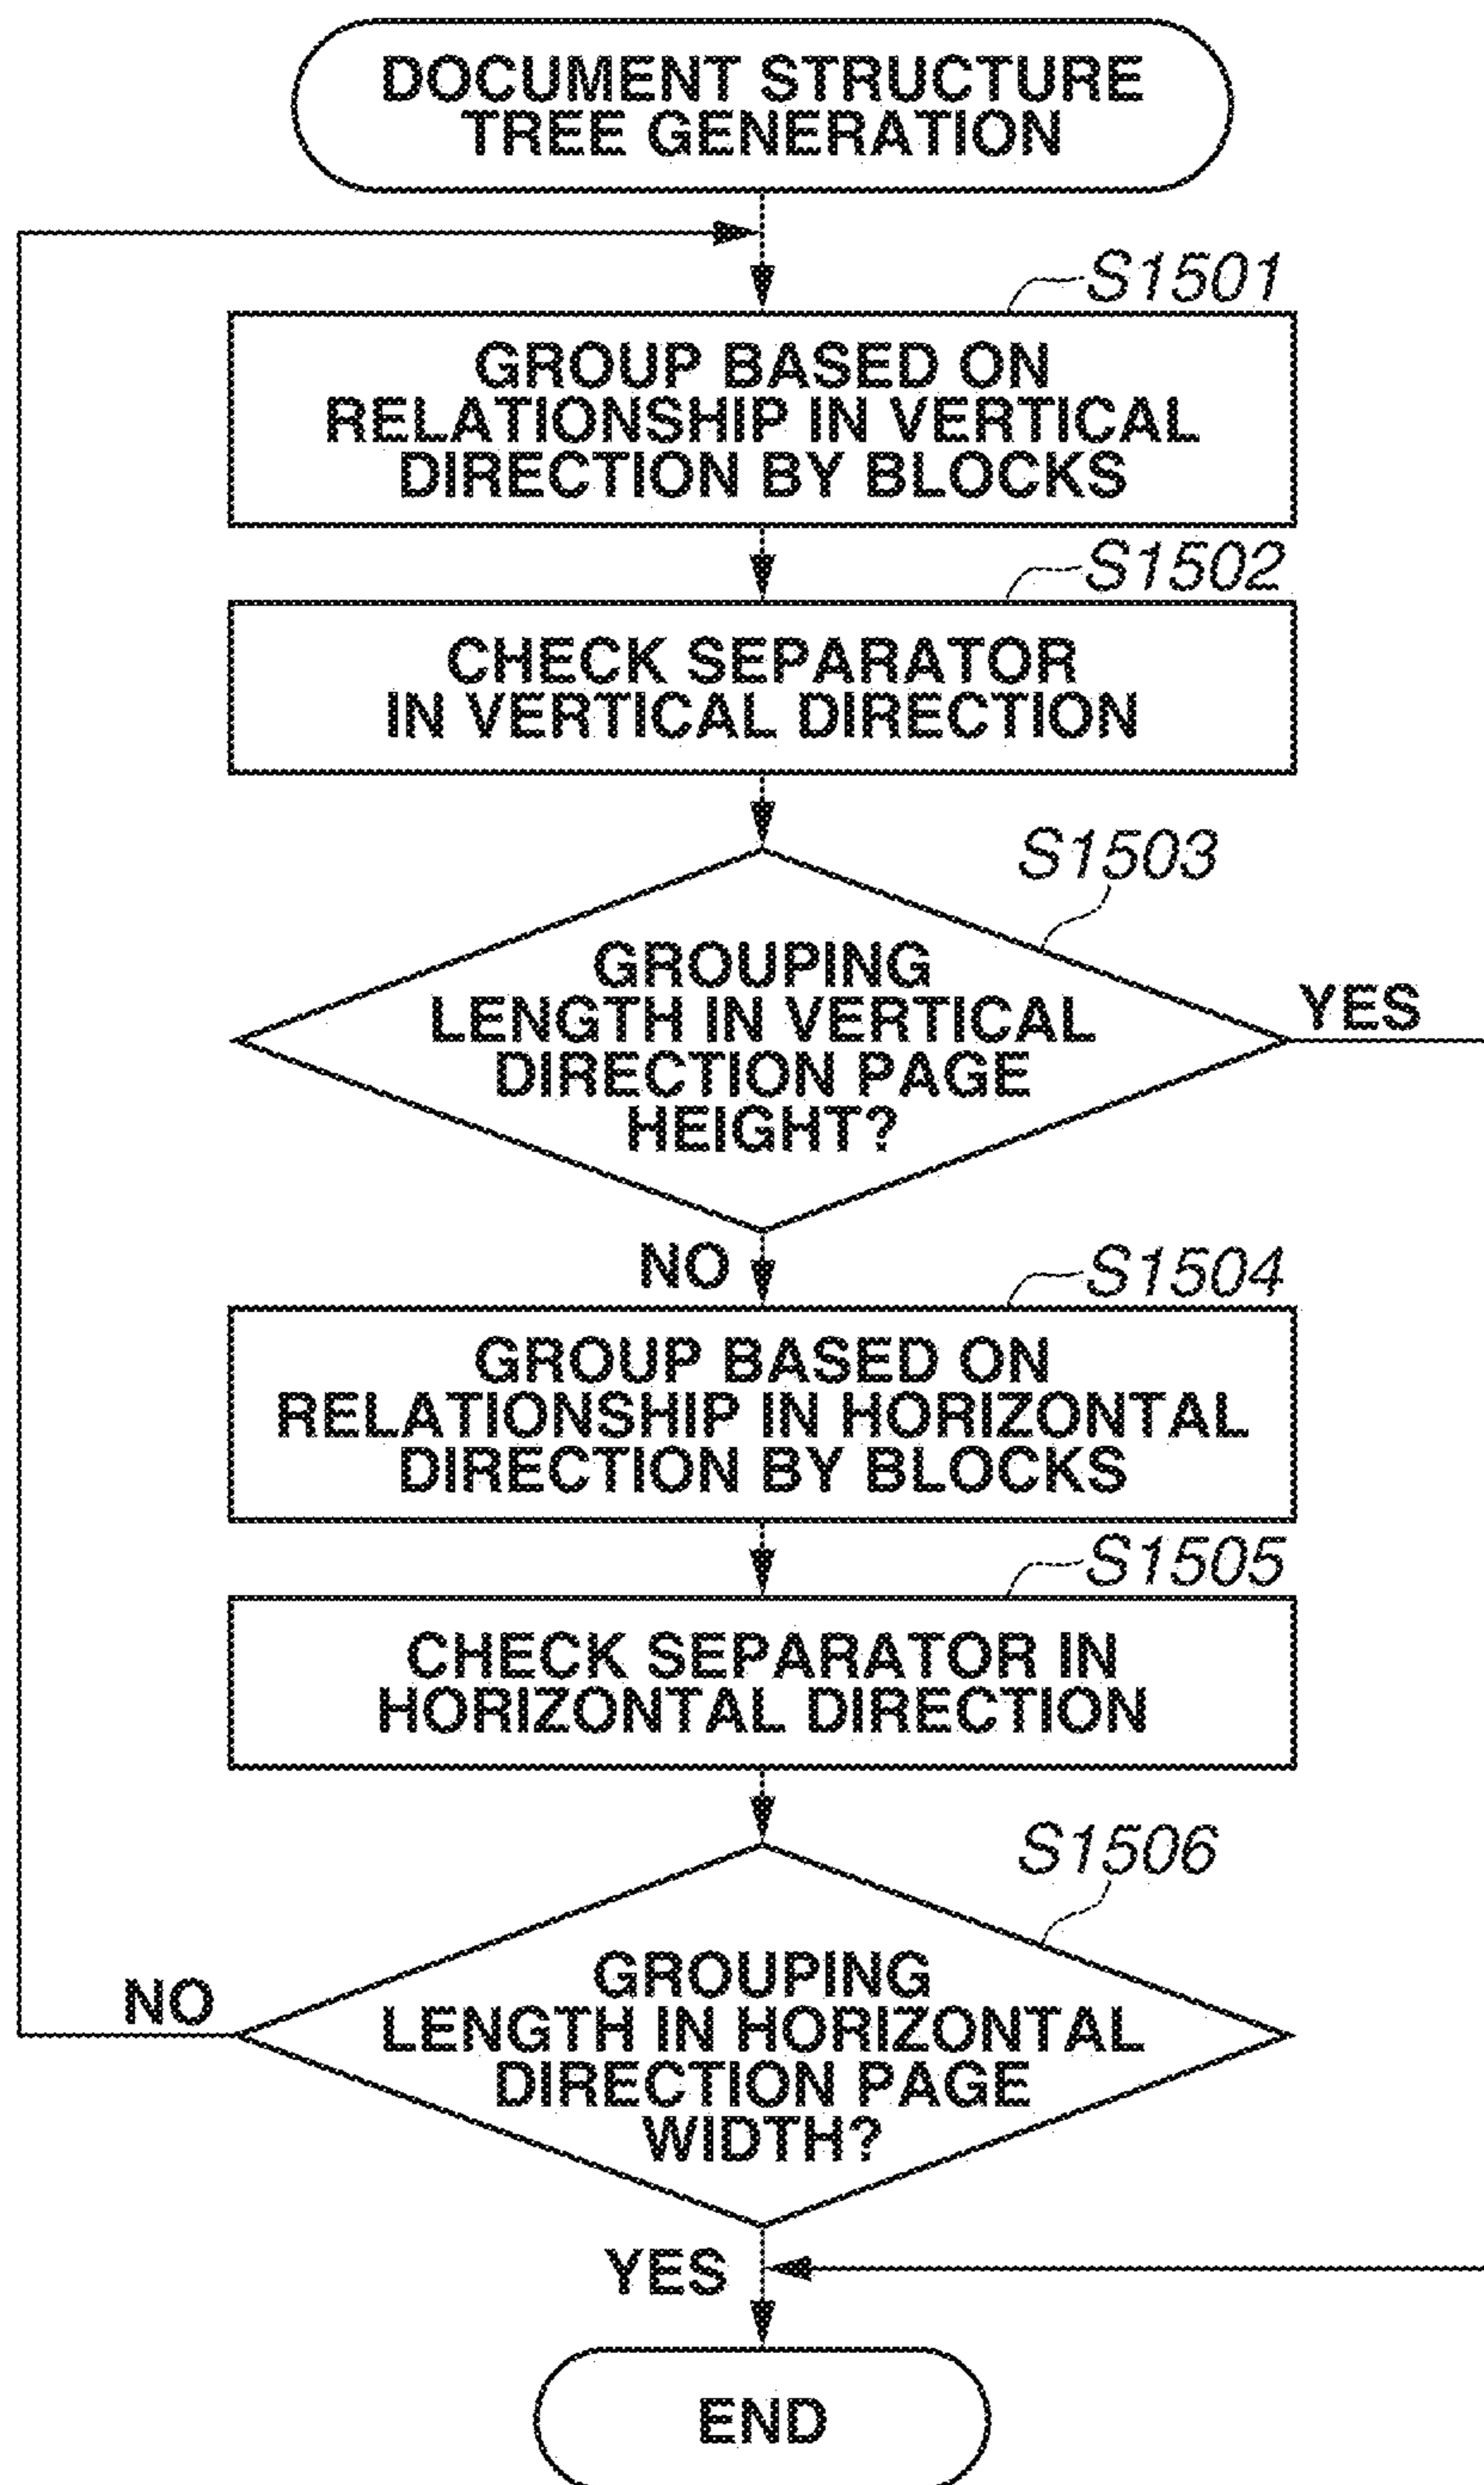 DOCUMENT STRUCTURE
TREE GENERATION
S1501
GROUP BASED ON
RELATIONSHIP IN VERTICAL
DIRECTION BY BLOCKS
S1502
CHECK SEPARATOR
IN VERTICAL DIRECTION
S1503
GROUPING
LENGTH IN VERTICAL
DIRECTION PAGE
HEIGHT?
YES
NO
S1504
GROUP BASED ON
RELATIONSHIP IN HORIZONTAL
DIRECTION BY BLOCKS
S1505
CHECK SEPARATOR IN
HORIZONTAL DIRECTION
S1506
GROUPING
LENGTH IN HORIZONTAL
DIRECTION PAGE
WIDTH?
NO
YES
END